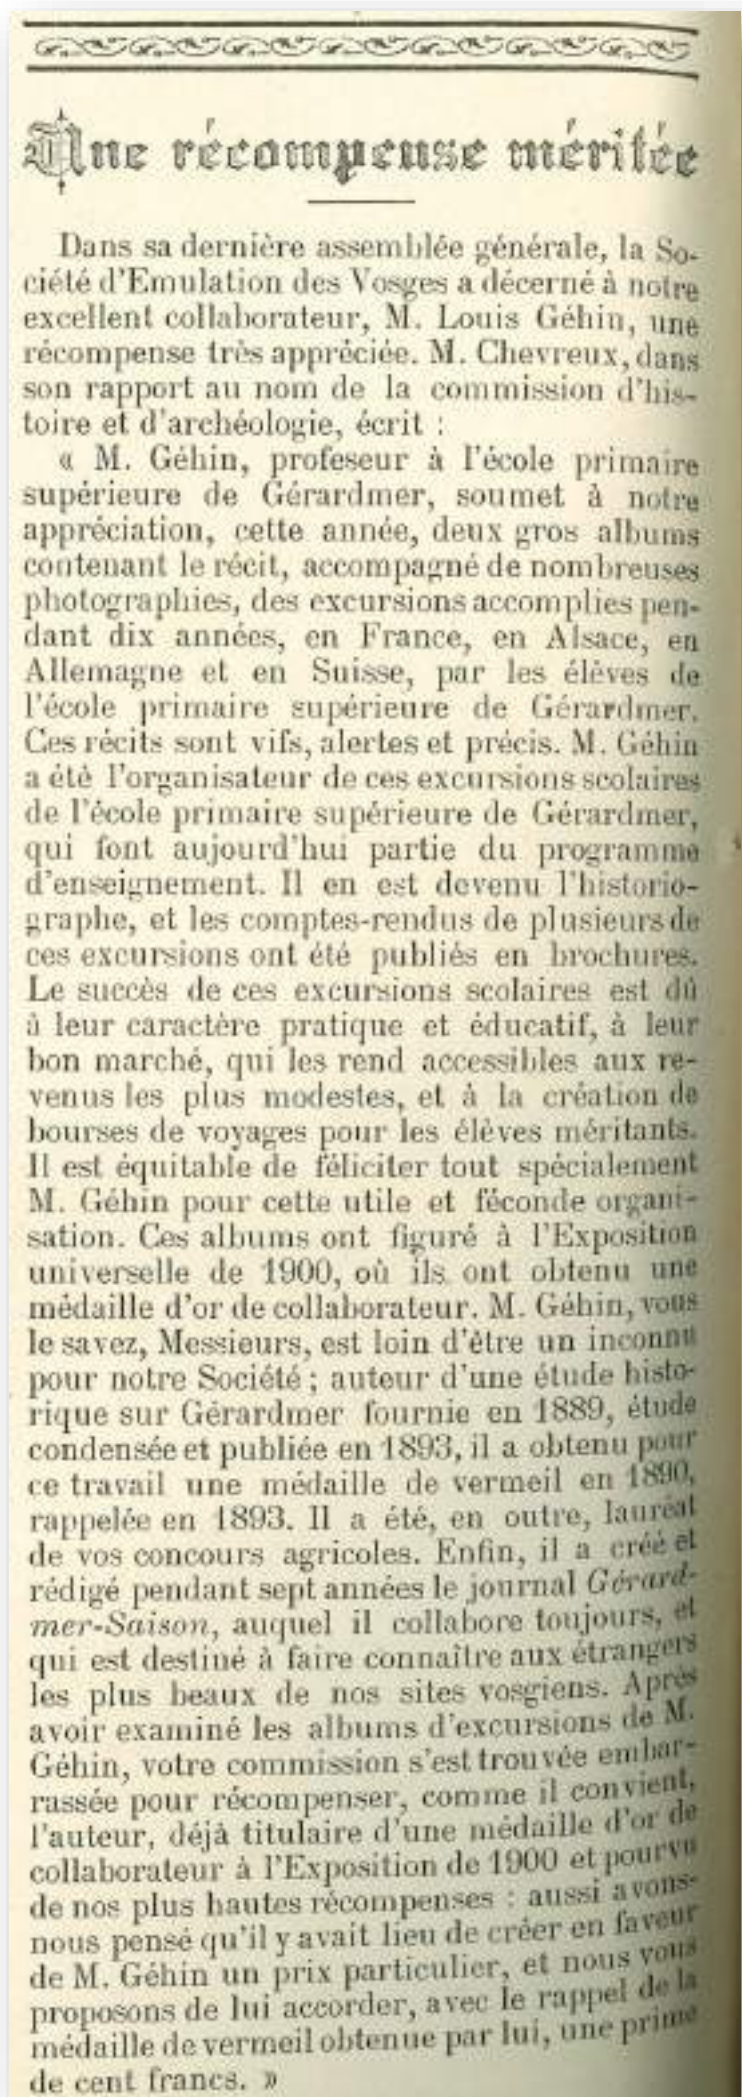 Une récompense méritée
Dans sa dernière assemblée générale, la So-
ciété d'Emulation des Vosges a décerné à notre
excellent collaborateur, M. Louis Géhin, une
récompense très appréciée. M. Chevreux, dans
son rapport au nom de la commission d'his-
toire et d'archéologie, écrit :
« M. Géhin, profeseur à l'école primaire
supérieure de Gérardmer, soumet à notre
appréciation, cette année, deux gros albums
contenant le récit, accompagné de nombreuses
photographies, des excursions accomplies pen-
dant dix années, en France, en Alsace, en
Allemagne et en Suisse, par les élèves de
l'école primaire supérieure de Gérardmer.
Ces récits sont vifs, alertes et précis. M. Géhin
a été l'organisateur de ces excursions scolaires
de l'école primaire supérieure de Gérardmer,
qui font aujourd'hui partie du programme
d'enseignement. Il en est devenu l'historio-
graphe, et les comptes-rendus de plusieurs de
ces excursions ont été publiés en brochures.
Le succès de ces excursions scolaires est dû
à leur caractère pratique et éducatif, à leur
bon marché, qui les rend accessibles aux re-
venus les plus modestes, et à la création de
bourses de voyages pour les élèves méritants.
Il est équitable de féliciter tout spécialement
M. Géhin pour cette utile et féconde organi-
sation. Ces albums ont figuré à l'Exposition
universelle de 1900, où ils ont obtenu une
médaille d'or de collaborateur. M. Géhin, vous
le savez, Messieurs, est loin d'être un inconnu
pour notre Société ; auteur d'une étude histo-
rique sur Gérardmer fournie en 1889, étude
condensée et publiée en 1893, il a obtenu pour
ce travail une médaille de vermeil en 1890,
rappelée en 1893. Il a été, en outre, lauréat
de vos concours agricoles. Enfin, il a créé et
rédigé pendant sept années le journal Gérard-
mer-Saison, auquel il collabore toujours, et
qui est destiné à faire connaître aux étrangers
les plus beaux de nos sites vosgiens. Après
avoir examiné les albums d'excursions de M.
Géhin, votre commission s'est trouvée embar-
rassée pour récompenser, comme il convient,
l'auteur, déjà titulaire d'une médaille d'or de
collaborateur à l'Exposition de 1900 et pourvu
de nos plus hautes récompenses : aussi avons-
nous pensé qu'il y avait lieu de créer en faveur
de M. Géhin un prix particulier, et nous vous
proposons de lui accorder, avec le rappel de la
médaille de vermeil obtenue par lui, une prime
de cent francs. »